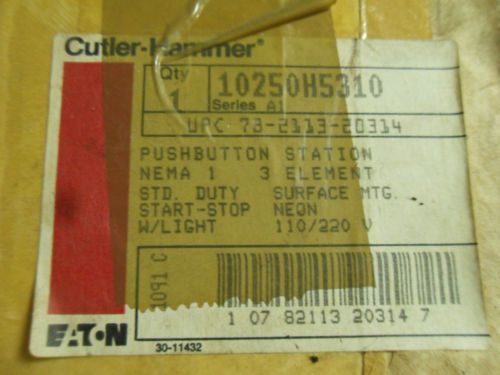 Cutler-Hammer®
Qty
1
10250H5310
Series A1
UPC 78-2113-20314
PUSHBUTTON STATION
NEMA 1 3 ELEMENT
STD. DUTY SURFACE MTG.
START-STOP NEON
W/LIGHT 110/220 V
1091 C
1 07 82113 20314 7
EATON
30-11432